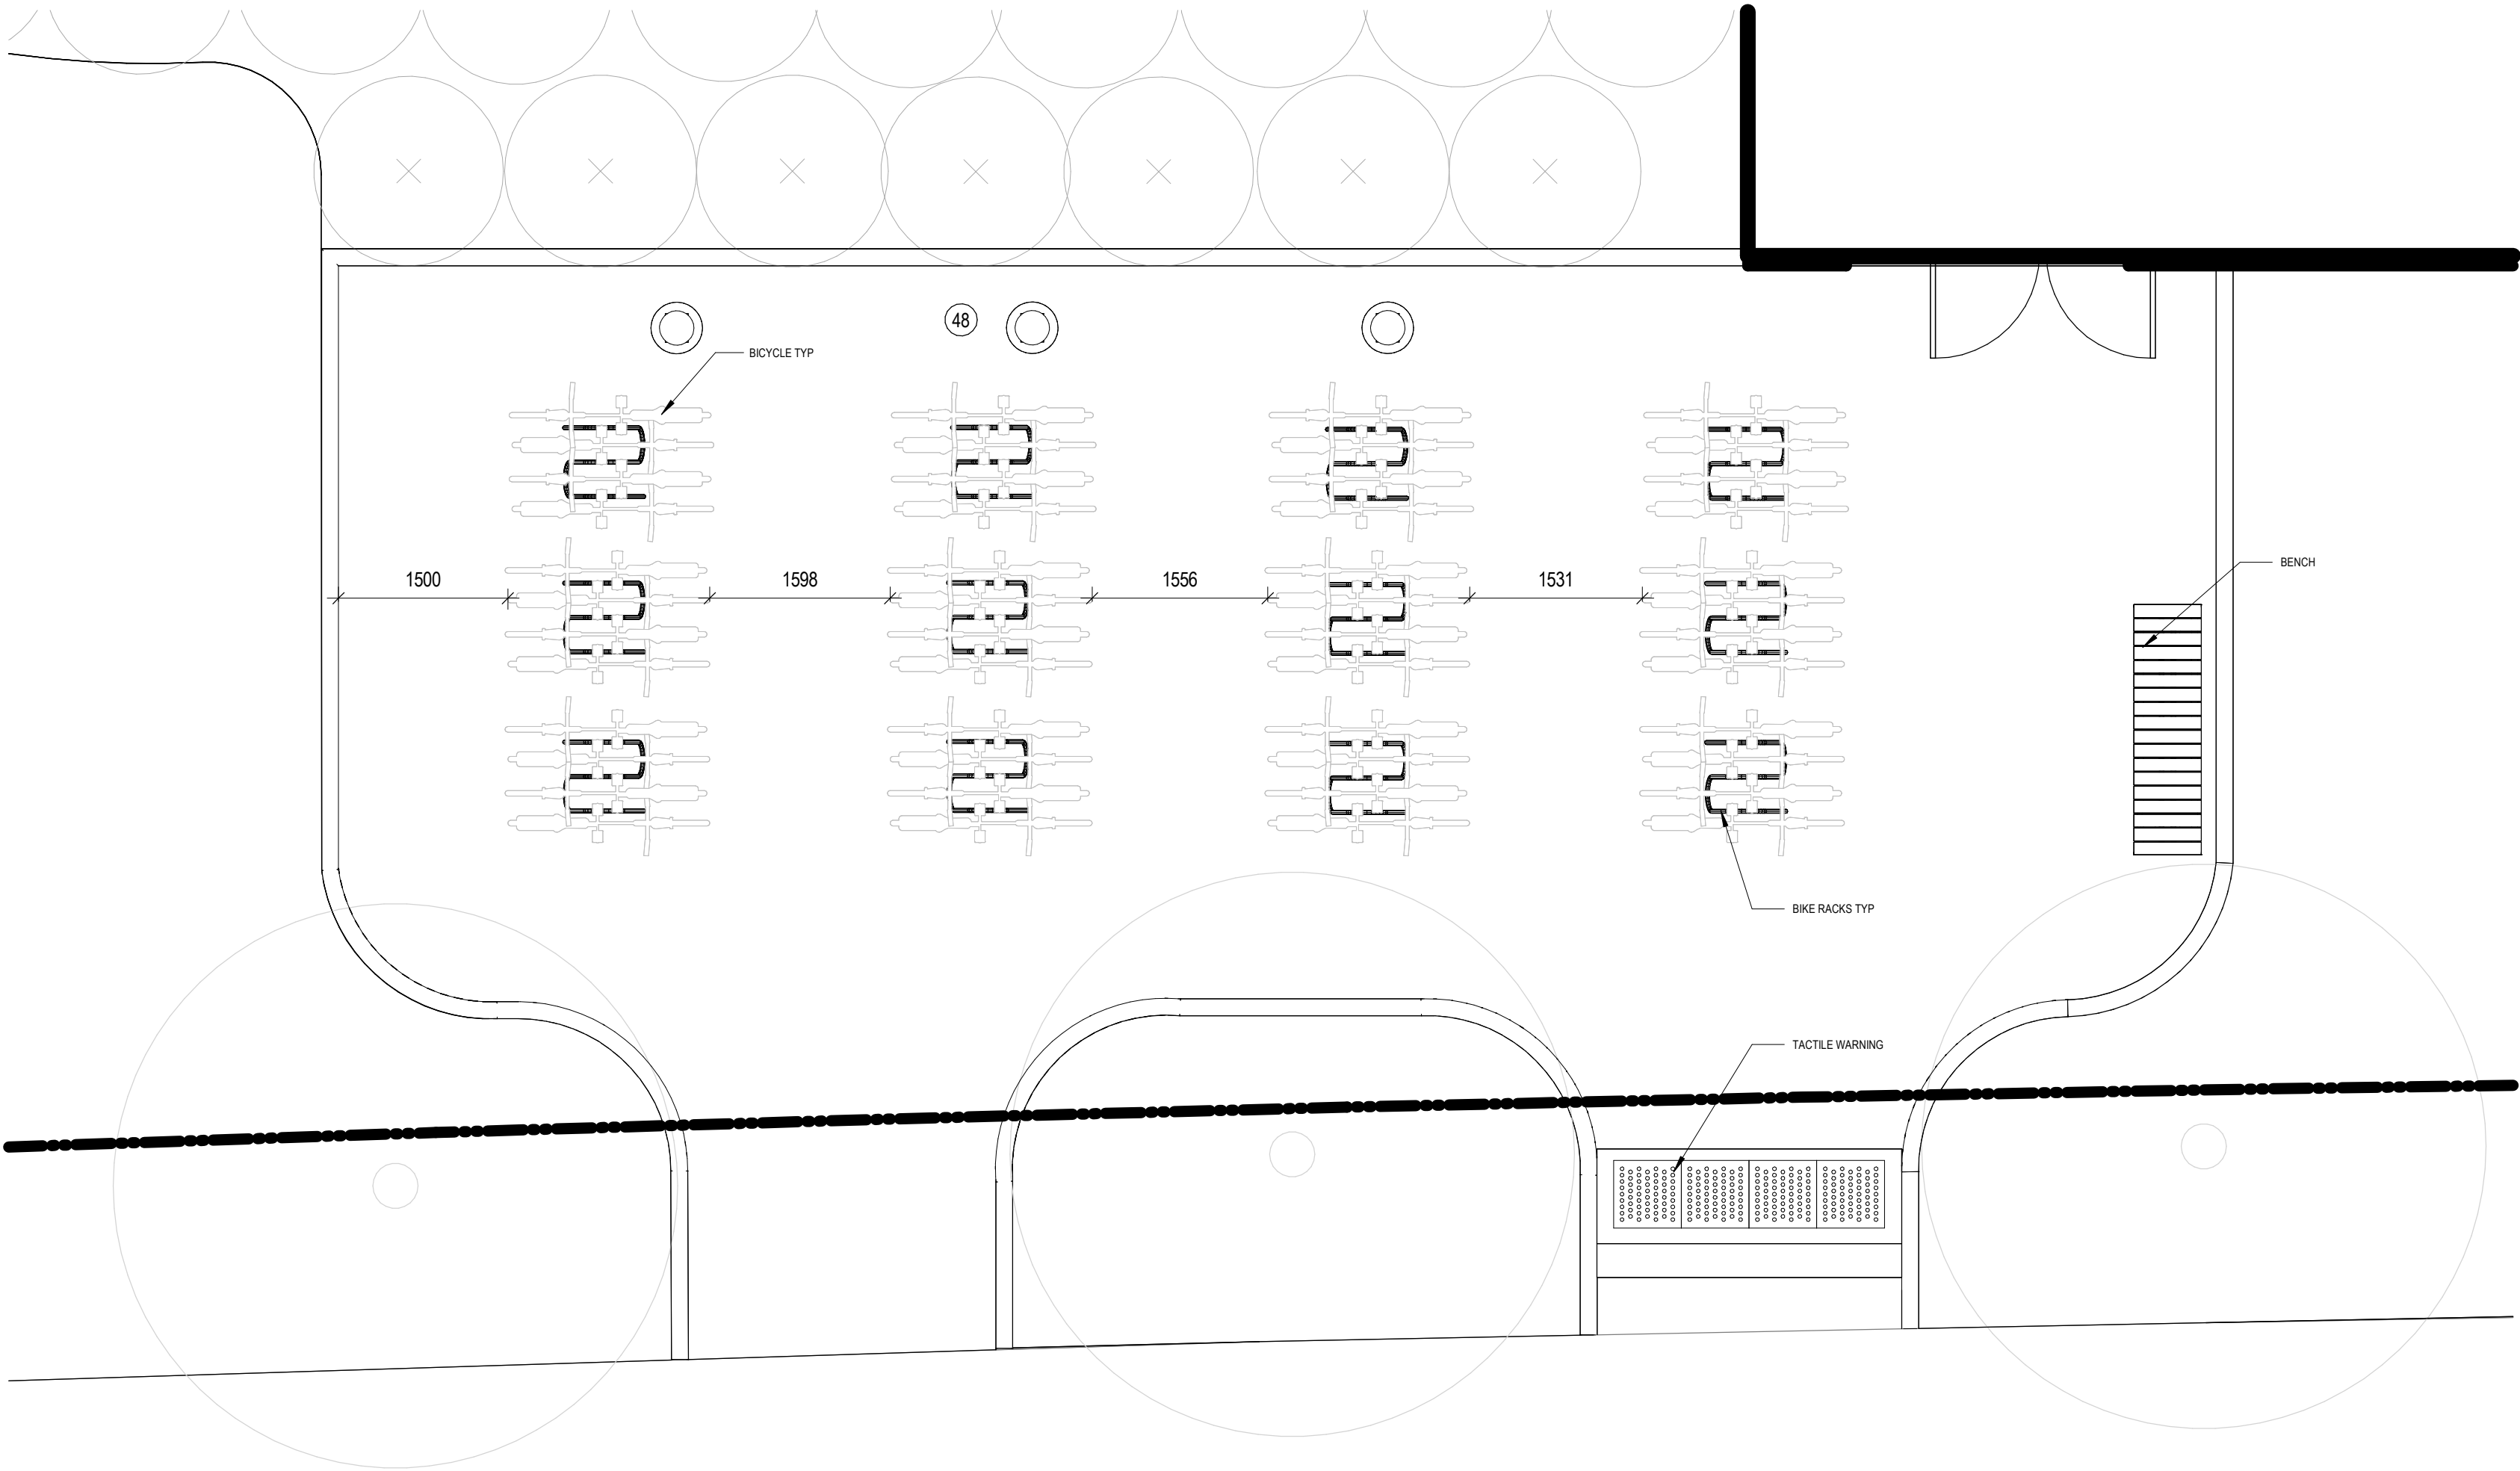 48
BICYCLE TYP
BENCH
1500
1598
1556
1531
BIKE RACKS TYP
TACTILE WARNING